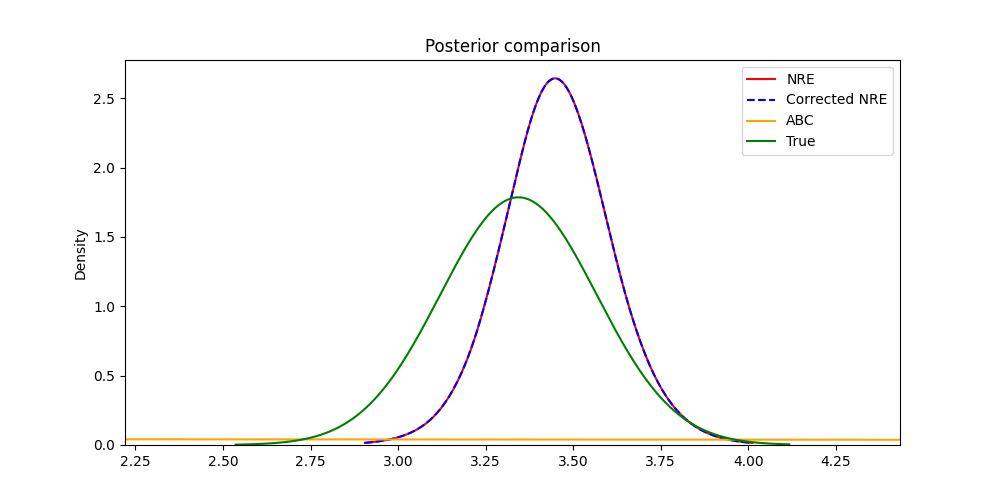 Posterior comparison
NRE
Corrected NRE
ABC
True
Density
2.5
2.0
1.5
1.0
0.5
0.0
2.25 2.50 2.75 3.00 3.25 3.50 3.75 4.00 4.25